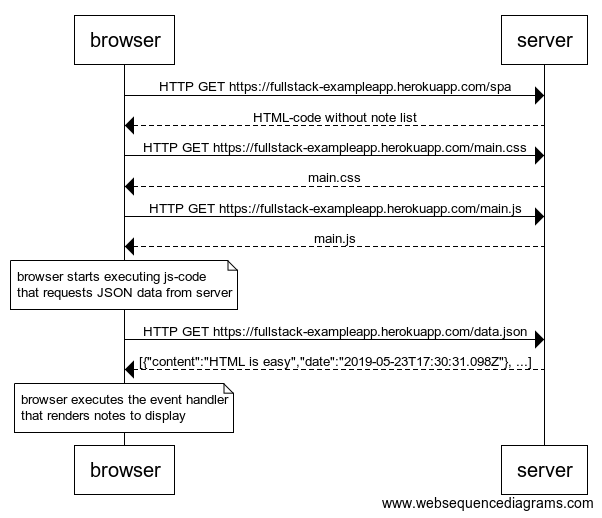 browser
server
HTTP GET https://fullstack-exampleapp.herokuapp.com/spa
HTML-code without note list
HTTP GET https://fullstack-exampleapp.herokuapp.com/main.css
main.css
HTTP GET https://fullstack-exampleapp.herokuapp.com/main.js
main.js
browser starts executing js-code
that requests JSON data from server
HTTP GET https://fullstack-exampleapp.herokuapp.com/data.json
[{"content":"HTML is easy","date":"2019-05-23T17:30:31.098Z"}, ...]
browser executes the event handler
that renders notes to display
browser
server
www.websequencediagrams.com